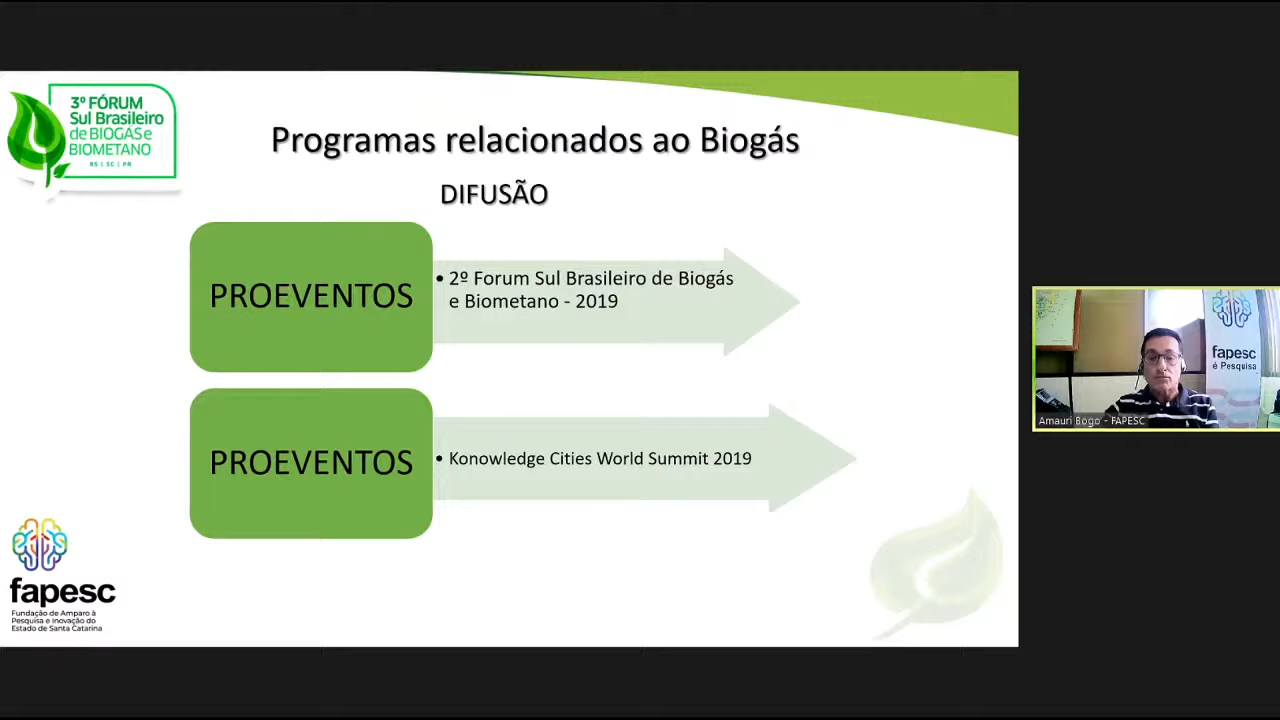 3º FÓRUM
Sul Brasileiro
de BIOGÁS e
BIOMETANO
RS | SC | PR
Programas relacionados ao Biogás
DIFUSÃO
PROEVENTOS
• 2º Forum Sul Brasileiro de Biogás
e Biometano - 2019
PROEVENTOS
• Konowledge Cities World Summit 2019
fapesc
Fundação de Amparo à
Pesquisa e Inovação do
Estado de Santa Catarina
fapesc
é Pesquisa
Amauri Bogo - FAPESC